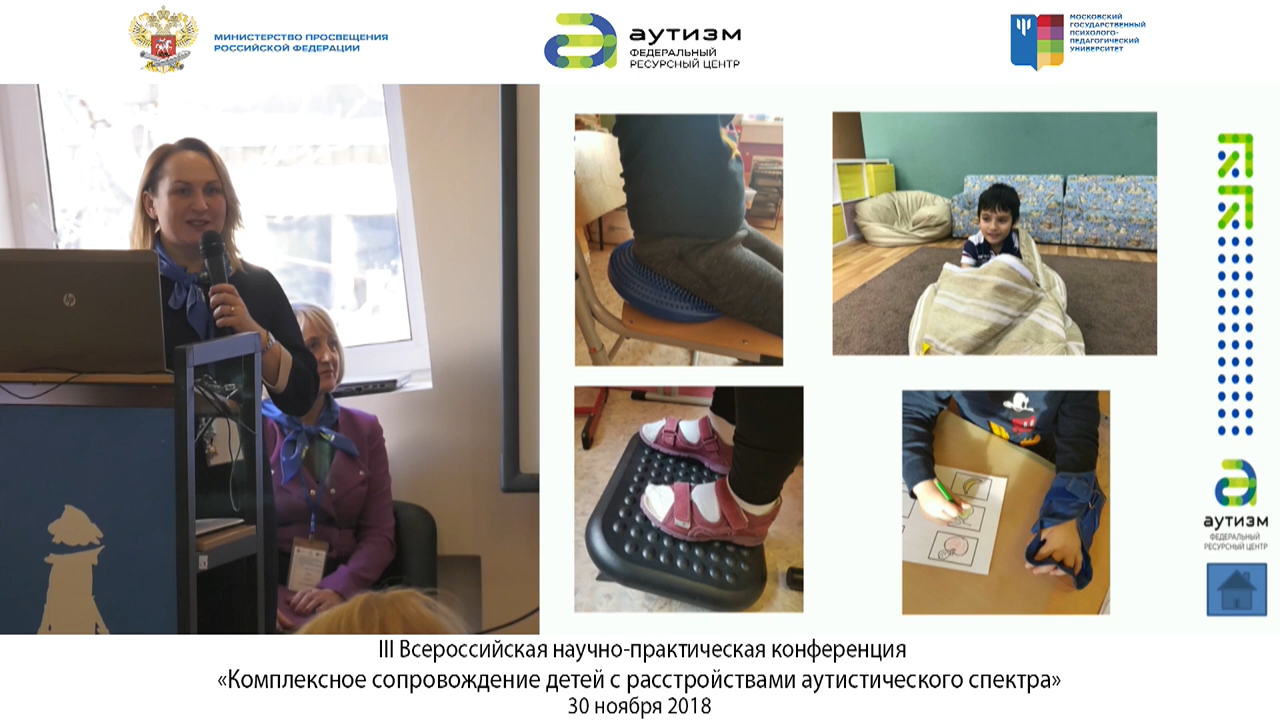 МИНИСТЕРСТВО ПРОСВЕЩЕНИЯ
РОССИЙСКОЙ ФЕДЕРАЦИИ
аутизм
ФЕДЕРАЛЬНЫЙ
РЕСУРСНЫЙ ЦЕНТР
МОСКОВСКИЙ
ГОСУДАРСТВЕННЫЙ
ПСИХОЛОГО-
ПЕДАГОГИЧЕСКИЙ
УНИВЕРСИТЕТ
hp
аутизм
ФЕДЕРАЛЬНЫЙ
РЕСУРСНЫЙ ЦЕНТР
III Всероссийская научно-практическая конференция
«Комплексное сопровождение детей с расстройствами аутистического спектра»
30 ноября 2018